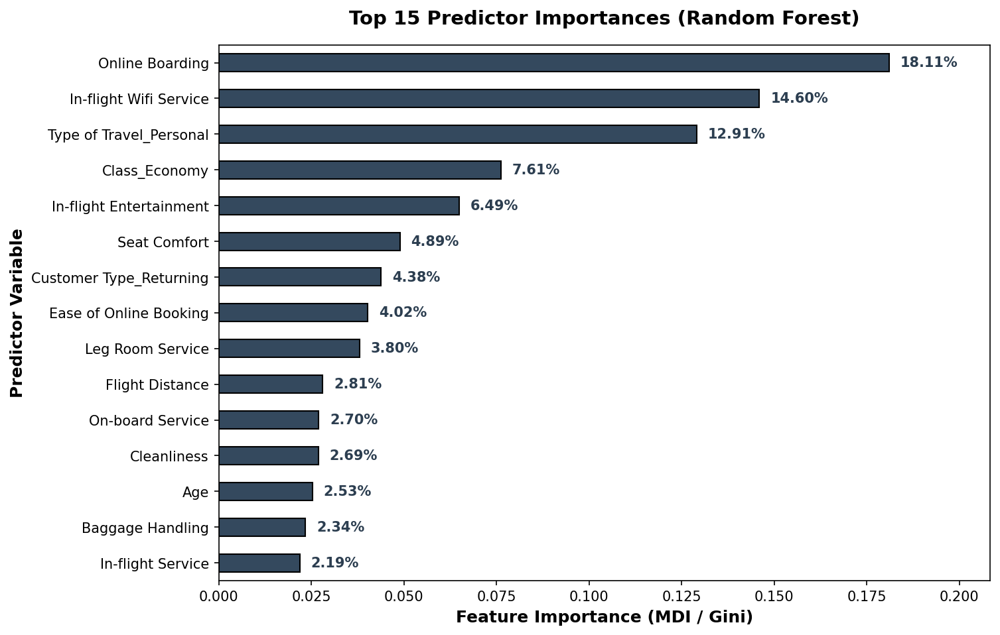 Top 15 Predictor Importances (Random Forest)
Predictor Variable
Online Boarding 18.11%
In-flight Wifi Service 14.60%
Type of Travel_Personal 12.91%
Class_Economy 7.61%
In-flight Entertainment 6.49%
Seat Comfort 4.89%
Customer Type_Returning 4.38%
Ease of Online Booking 4.02%
Leg Room Service 3.80%
Flight Distance 2.81%
On-board Service 2.70%
Cleanliness 2.69%
Age 2.53%
Baggage Handling 2.34%
In-flight Service 2.19%
0.000 0.025 0.050 0.075 0.100 0.125 0.150 0.175 0.200
Feature Importance (MDI / Gini)